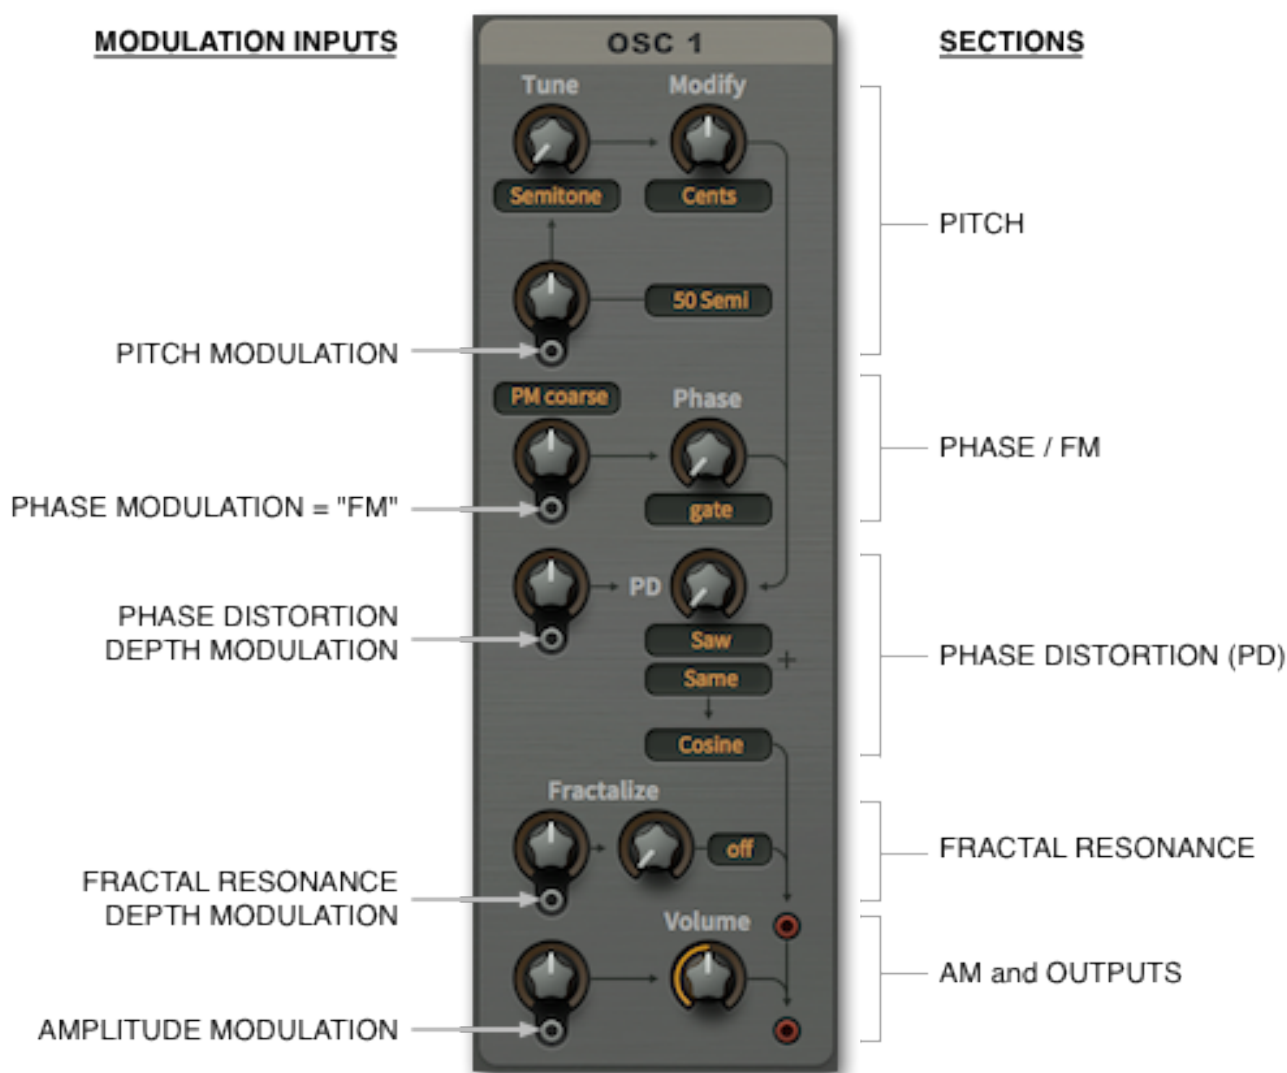 MODULATION INPUTS
OSC 1
SECTIONS
Tune
Modify
Semitone
Cents
PITCH
50 Semi
PITCH MODULATION
PM coarse
Phase
PHASE / FM
PHASE MODULATION = "FM"
gate
PD
PHASE DISTORTION
DEPTH MODULATION
Saw
+
Same
PHASE DISTORTION (PD)
Cosine
Fractalize
off
FRACTAL RESONANCE
FRACTAL RESONANCE
DEPTH MODULATION
Volume
AM and OUTPUTS
AMPLITUDE MODULATION